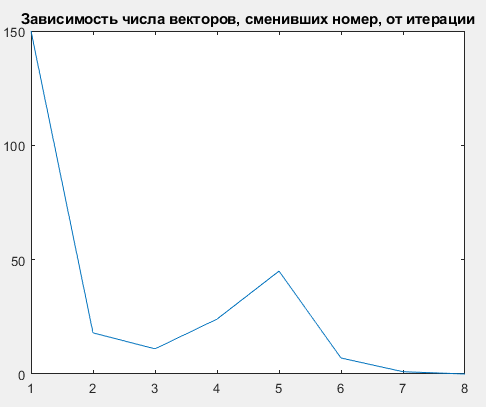 Зависимость числа векторов, сменивших номер, от итерации
150
100
50
0
1 2 3 4 5 6 7 8